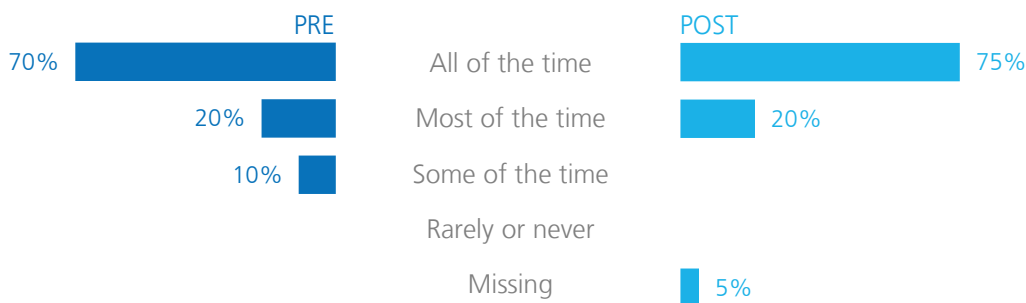 PRE POST
70% All of the time 75%
20% Most of the time 20%
10% Some of the time
Rarely or never
Missing 5%